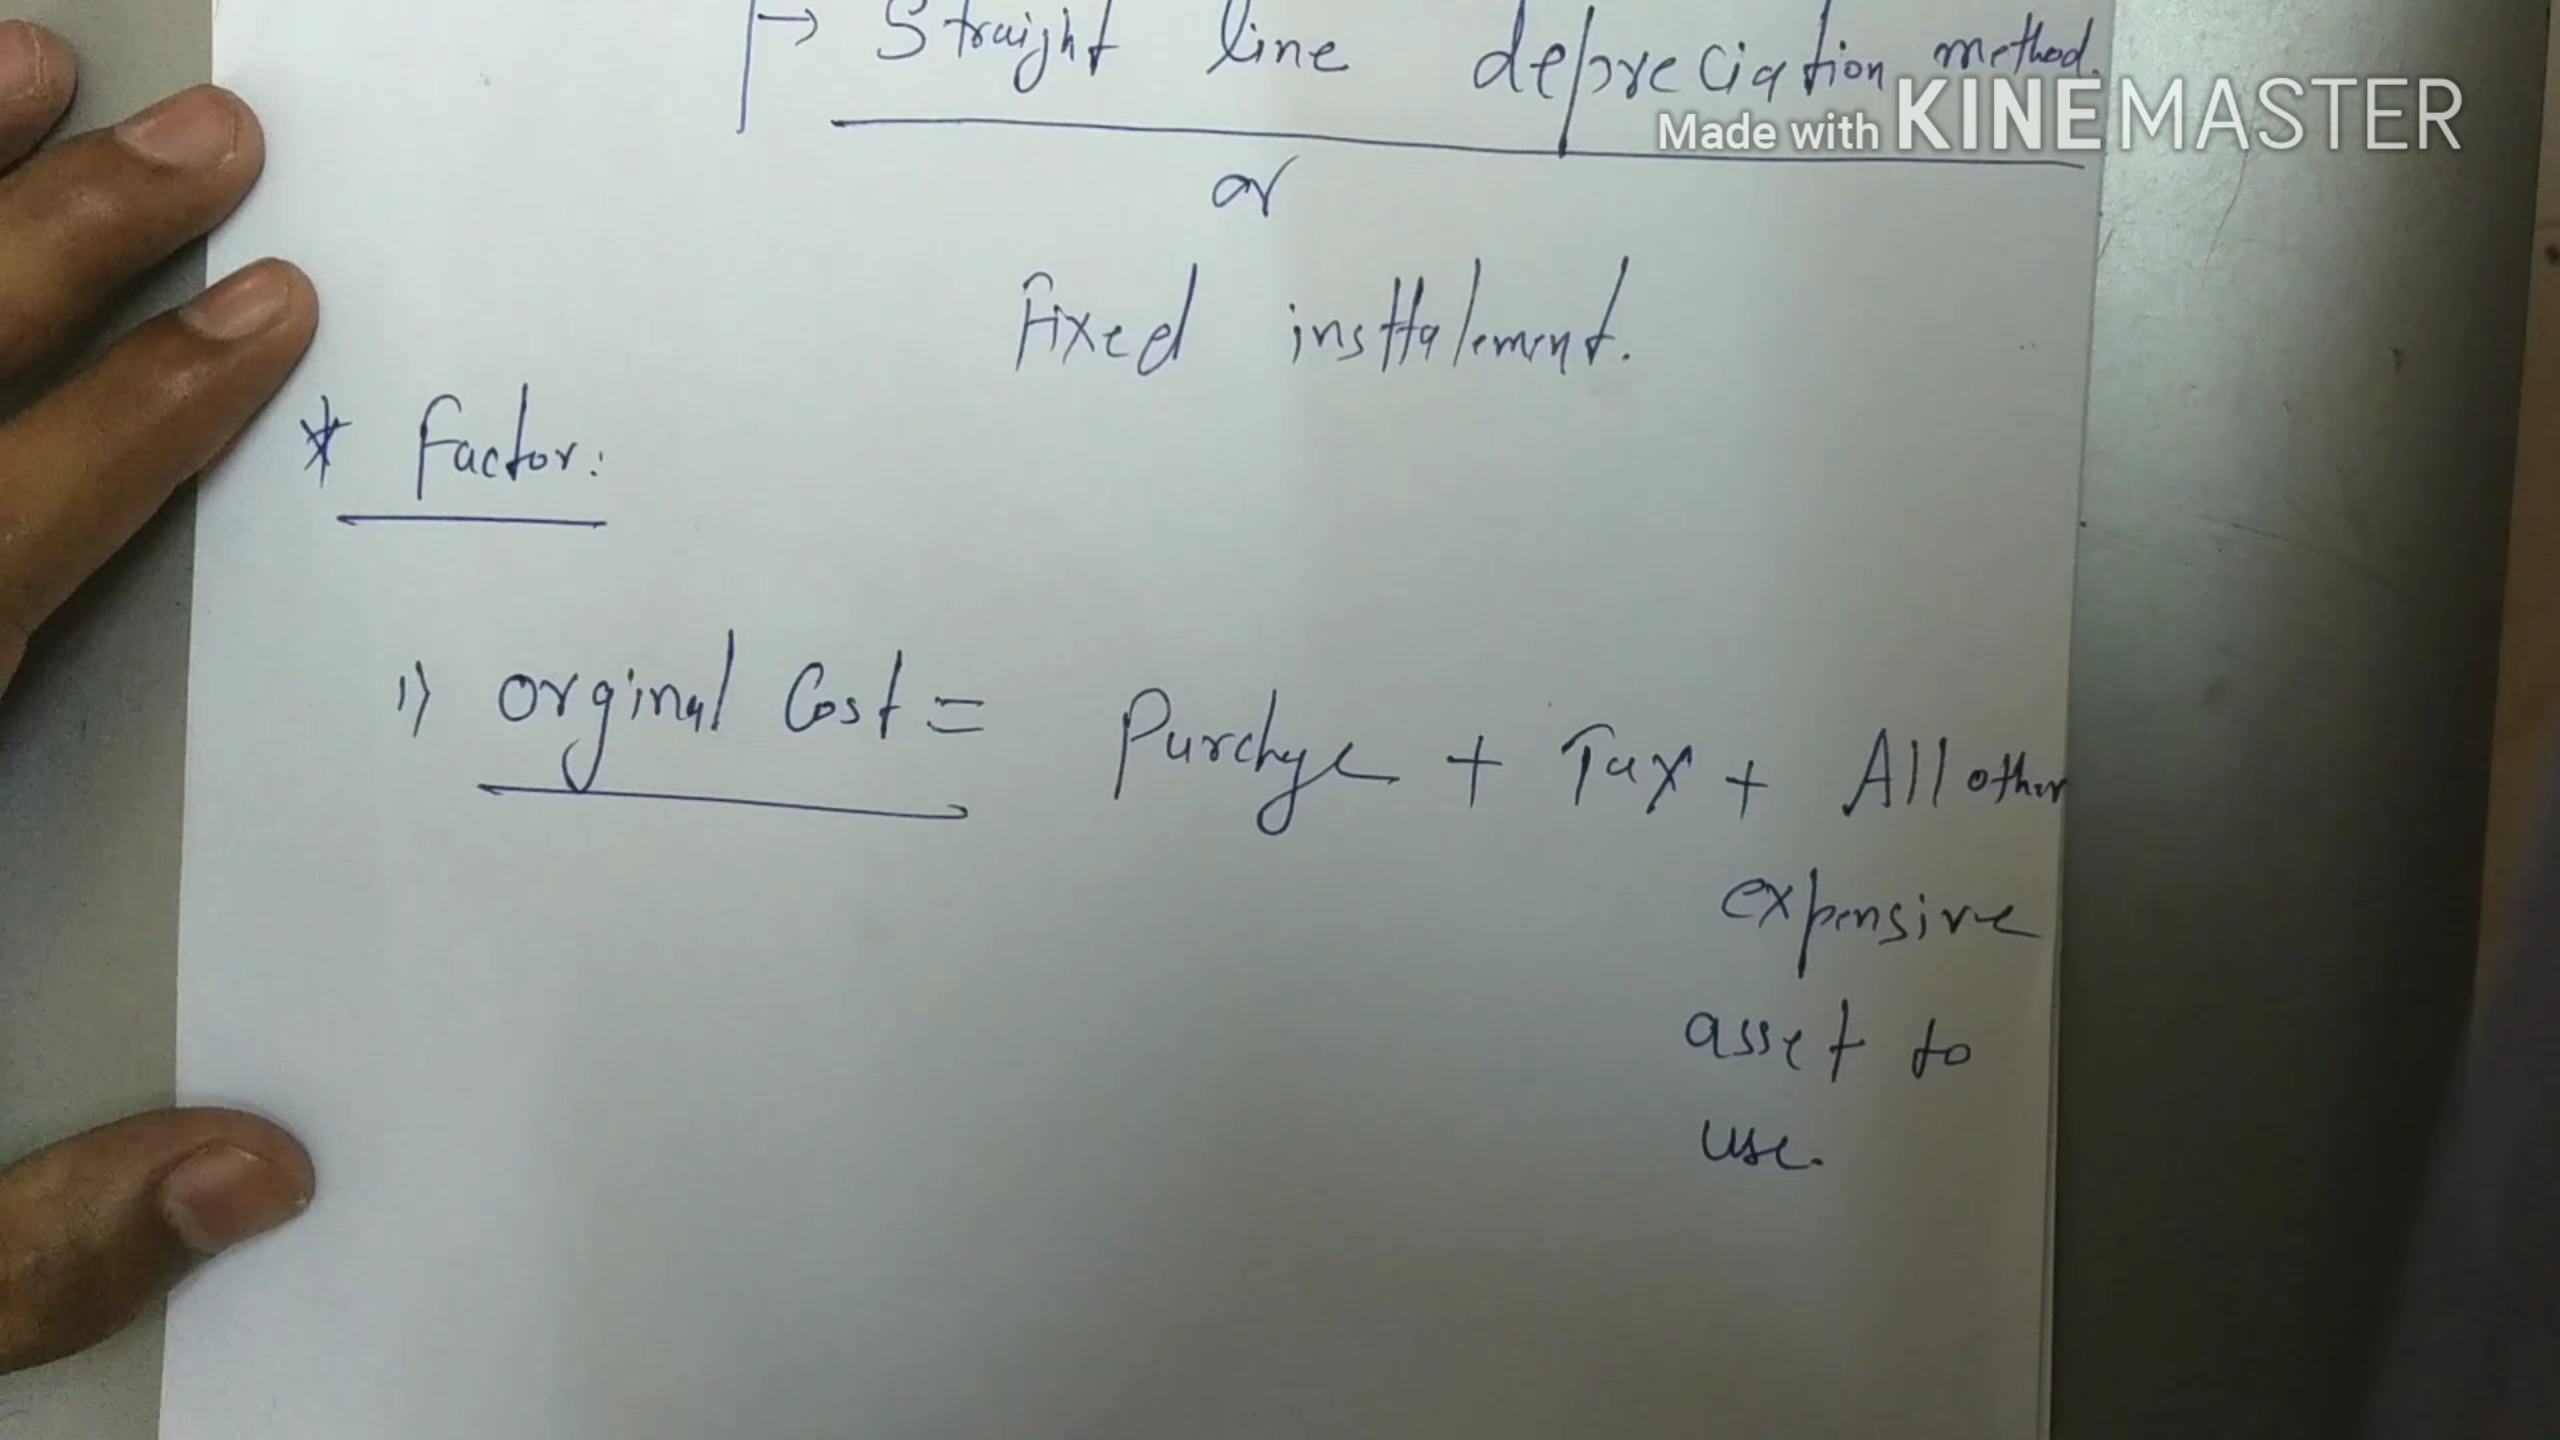 → Straight line depreciation method.
Made with KINEMASTER
or
Fixed insttalement.
* Factor:
1) orginal Cost = Purchge + Tax + All other
expensive
asset to
use.